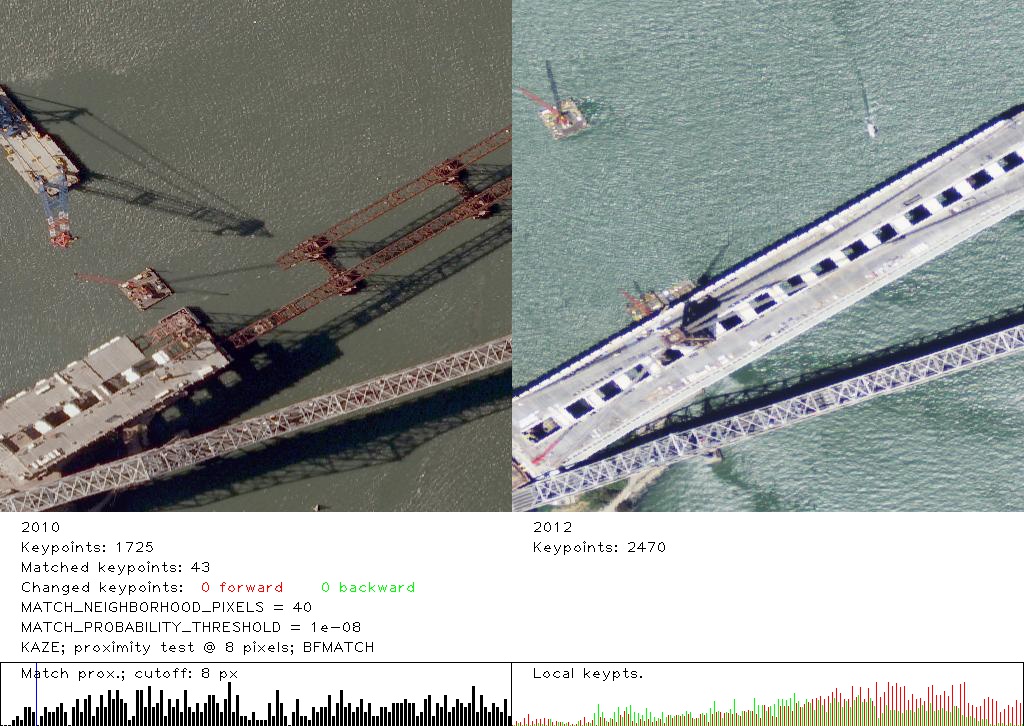 2010
Keypoints: 1725
Matched keypoints: 43
Changed keypoints: 0 forward 0 backward
MATCH_NEIGHBORHOOD_PIXELS = 40
MATCH_PROBABILITY_THRESHOLD = 1e-08
KAZE; proximity test @ 8 pixels; BFMATCH
Match prox.; cutoff: 8 px
2012
Keypoints: 2470
Local keypts.